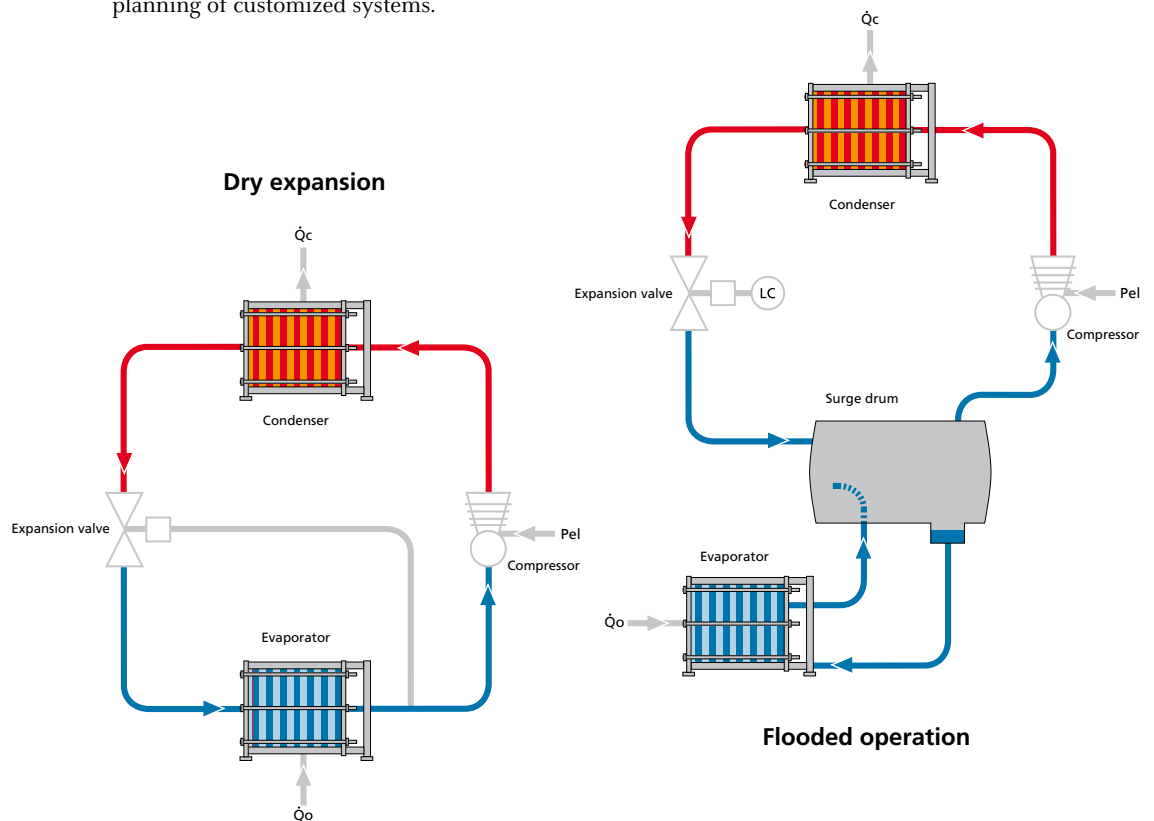 planning of customized systems.
Dry expansion
Q̇c
Condenser
Expansion valve
Pel
Compressor
Evaporator
Q̇o
Q̇c
Condenser
Expansion valve
LC
Pel
Compressor
Surge drum
Evaporator
Q̇o
Flooded operation